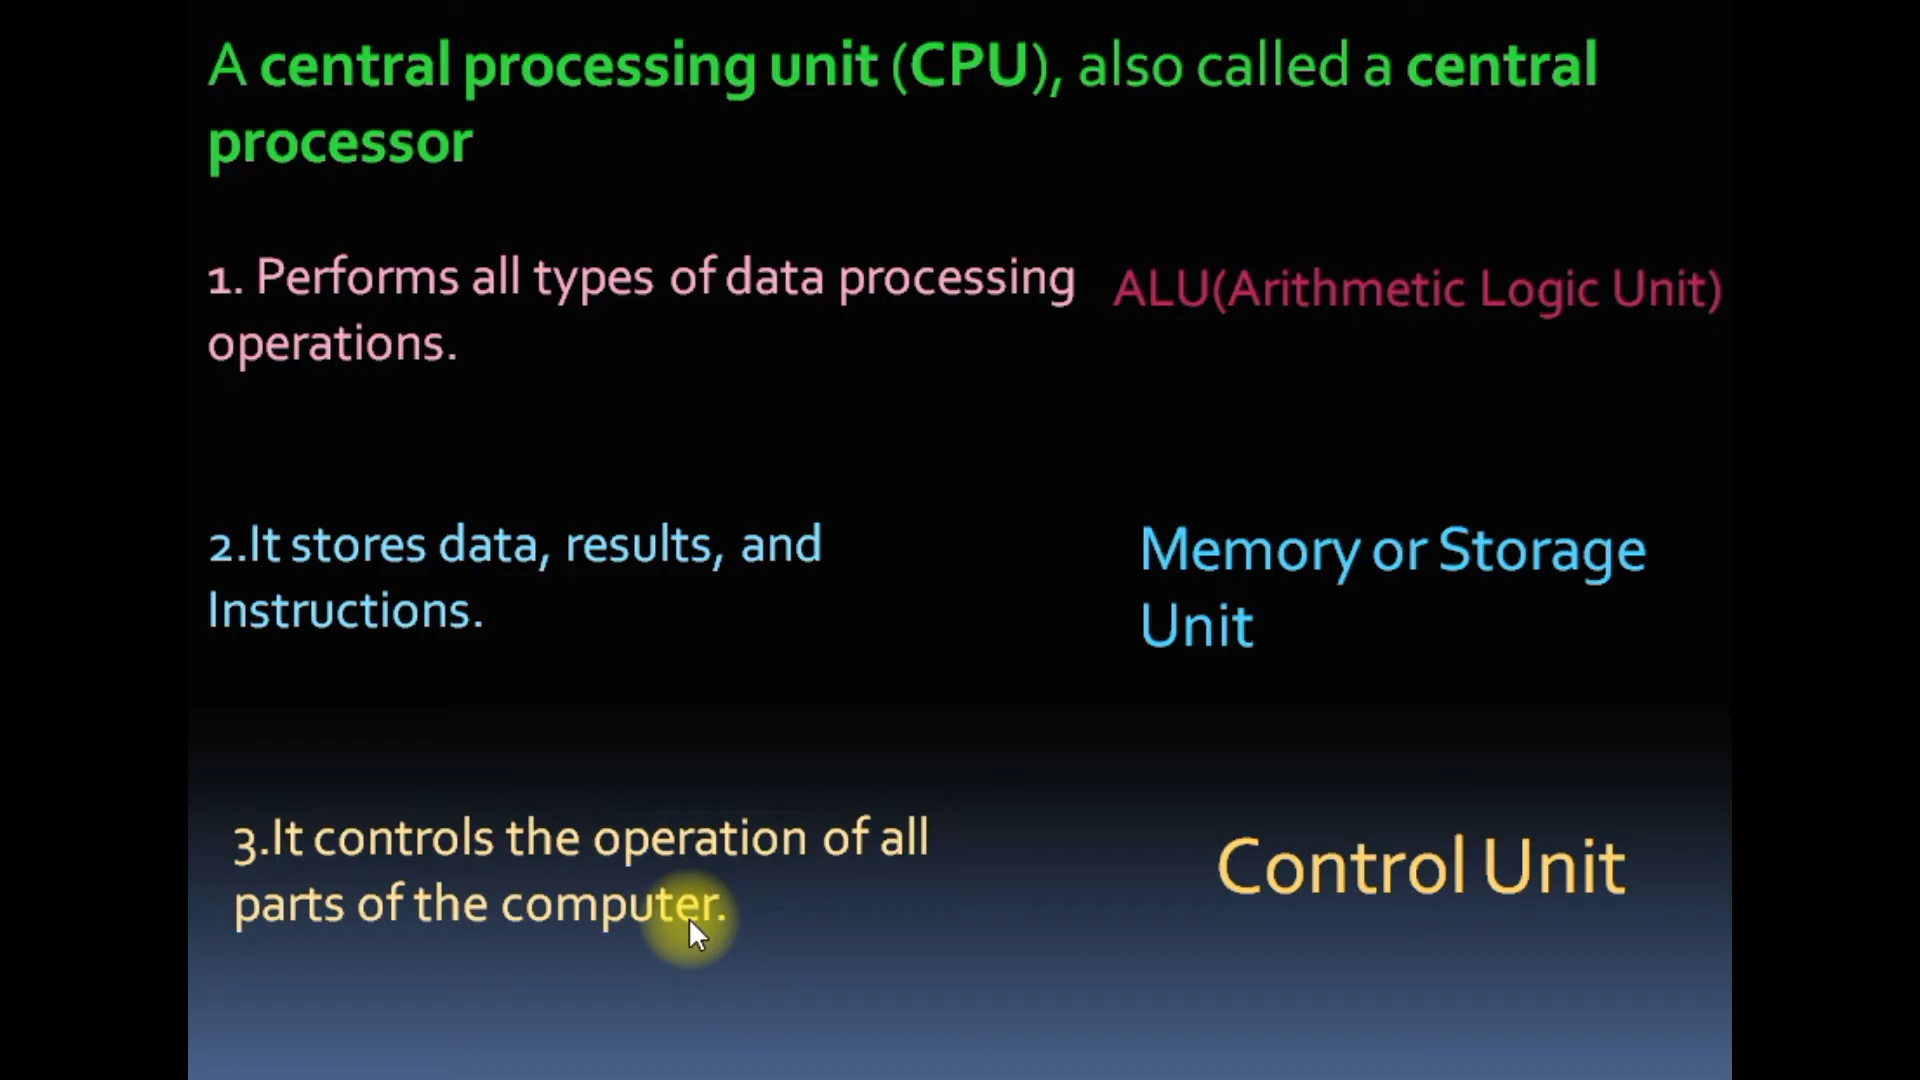 A central processing unit (CPU), also called a central
processor
1. Performs all types of data processing
operations.
ALU(Arithmetic Logic Unit)
2.It stores data, results, and
Instructions.
Memory or Storage
Unit
3.It controls the operation of all
parts of the computer.
Control Unit